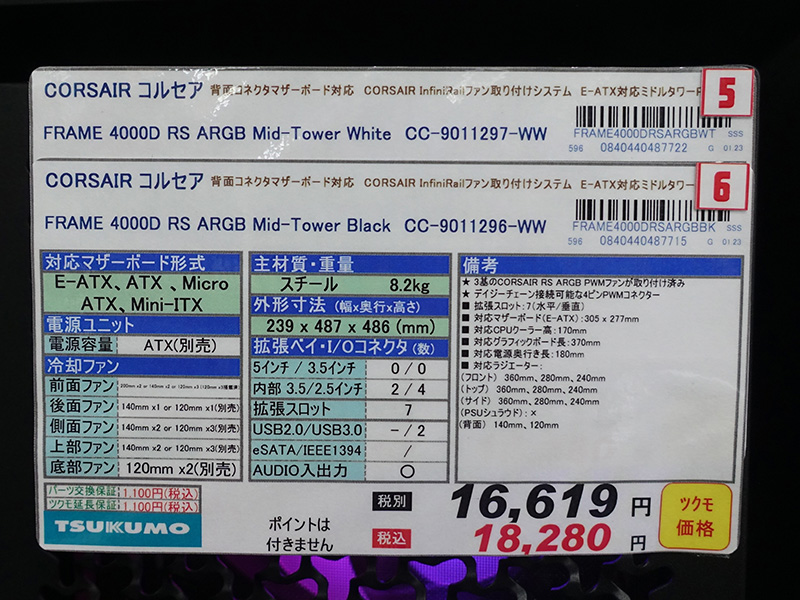 CORSAIR コルセア 背面コネクタマザーボード対応 CORSAIR InfiniRailファン取り付けシステム E-ATX対応ミドルタワー
5
FRAME 4000D RS ARGB Mid-Tower White CC-9011297-WW
FRAME4000DRSARGBWT SSS
596 0840440487722 G 0123
CORSAIR コルセア 背面コネクタマザーボード対応 CORSAIR InfiniRailファン取り付けシステム E-ATX対応ミドルタワー
6
FRAME 4000D RS ARGB Mid-Tower Black CC-9011296-WW
FRAME4000DRSARGBBK SSS
596 0840440487715 G 0123
対応マザーボード形式
E-ATX、ATX、Micro
ATX、Mini-ITX
電源ユニット
電源容量 ATX(別売)
冷却ファン
前面ファン
後面ファン 140mm x1 or 120mm x1(別売)
側面ファン 140mm x2 or 120mm x3(別売)
上部ファン 140mm x2 or 120mm x3(別売)
底部ファン 120mm x2(別売)
主材質・重量
スチール 8.2kg
外形寸法 (幅x奥行x高さ)
239 x 487 x 486 (mm)
拡張ベイ・I/Oコネクタ (数)
5インチ / 3.5インチ 0 / 0
内部 3.5/2.5インチ 2 / 4
拡張スロット 7
USB2.0/USB3.0 - / 2
eSATA/IEEE1394 /
AUDIO入出力 ○
備考
★ 3基のCORSAIR RS ARGB PWMファンが取り付け済み
★ デイジーチェーン接続可能な4ピンPWMコネクター
■ 拡張スロット:7(水平/垂直)
■ 対応マザーボード(E-ATX):305 x 277mm
■ 対応CPUクーラー高:170mm
■ 対応グラフィックボード長:370mm
■ 対応電源奥行き長:180mm
■ 対応ラジエーター:
(フロント) 360mm、280mm、240mm
(トップ) 360mm、280mm、240mm
(サイド) 360mm、280mm、240mm
(PSUシュラウド):×
(背面) 140mm、120mm
パーツ交換保証 1,100円(税込)
ツクモ延長保証 1,100円(税込)
TSUKUMO
ポイントは
付きません
税別 16,619 円
税込 18,280 円
ツクモ
価格